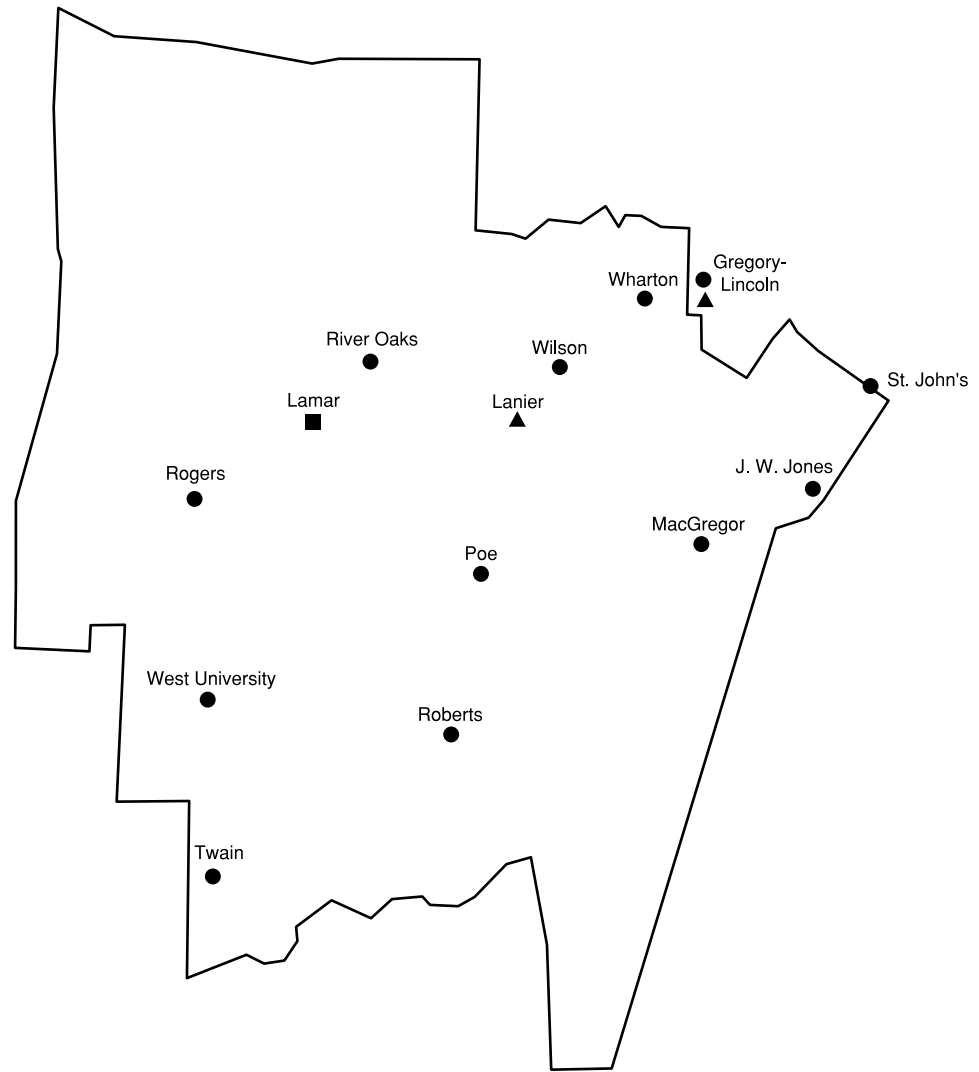 Gregory-
Lincoln
Wharton
River Oaks
Wilson
St. John's
Lamar
Lanier
J. W. Jones
Rogers
MacGregor
Poe
West University
Roberts
Twain